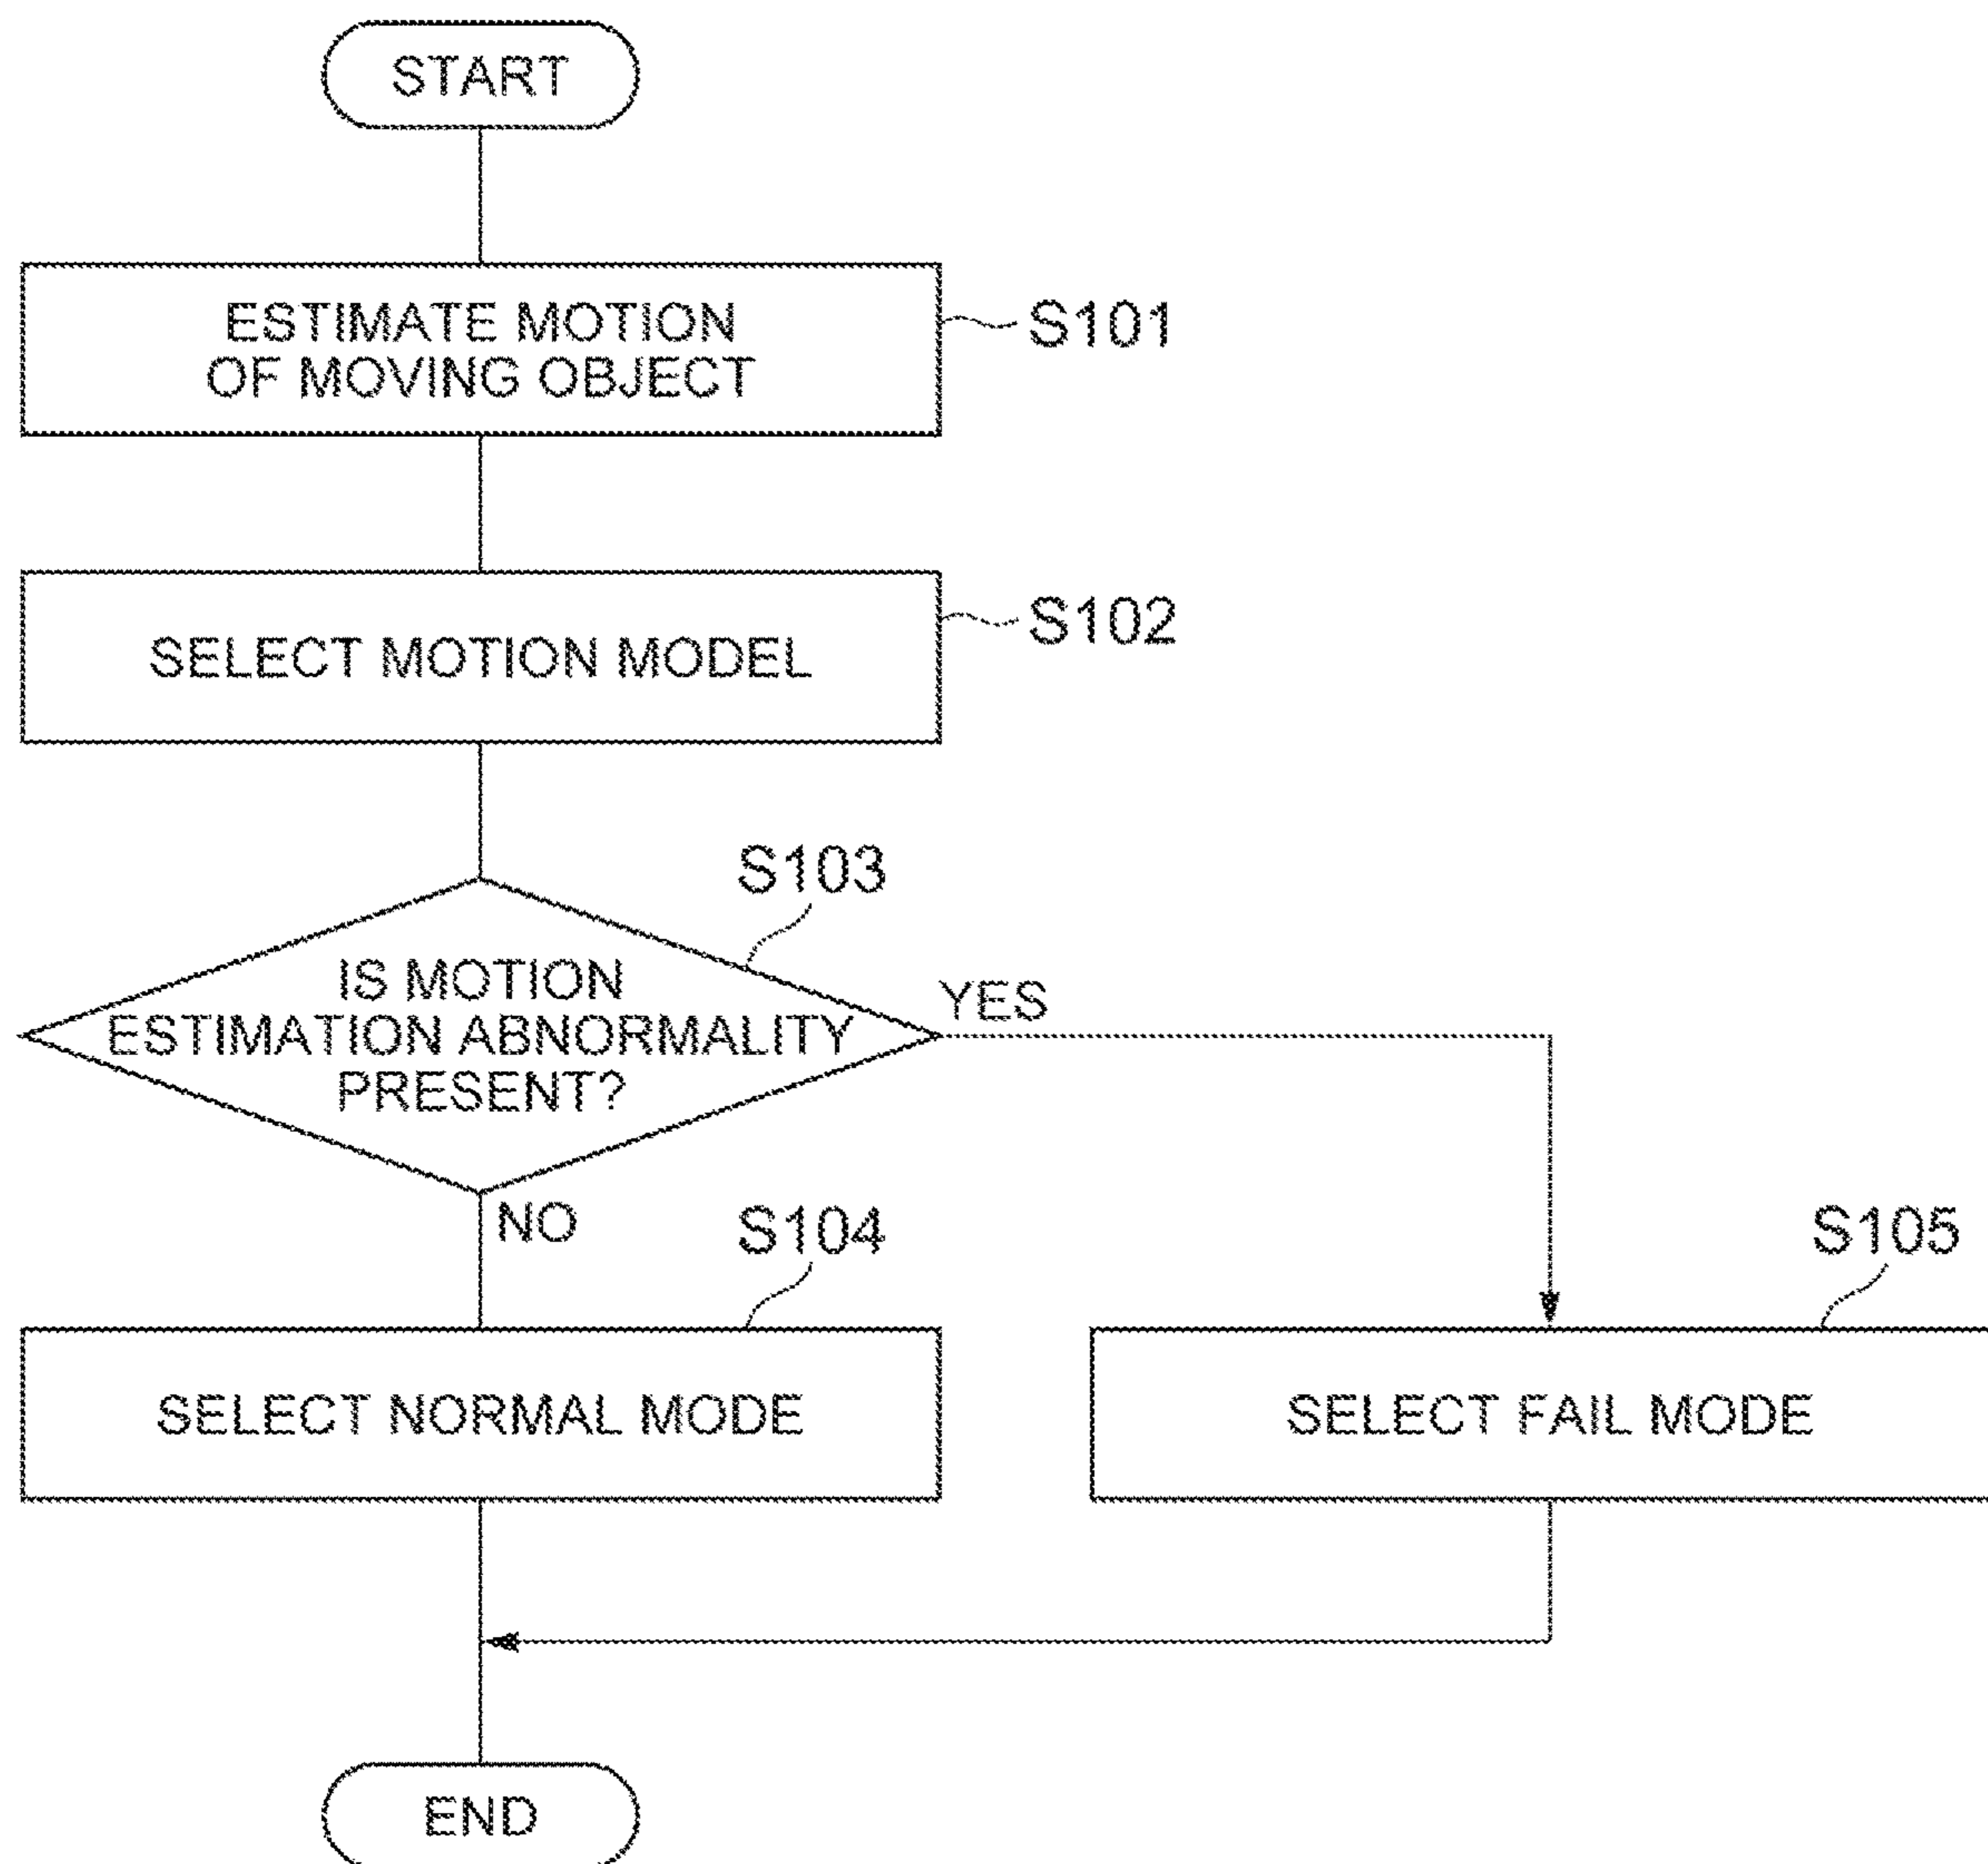 START
ESTIMATE MOTION
OF MOVING OBJECT
S101
SELECT MOTION MODEL
S102
S103
IS MOTION
ESTIMATION ABNORMALITY
PRESENT?
YES
NO
S104
S105
SELECT NORMAL MODE
SELECT FAIL MODE
END